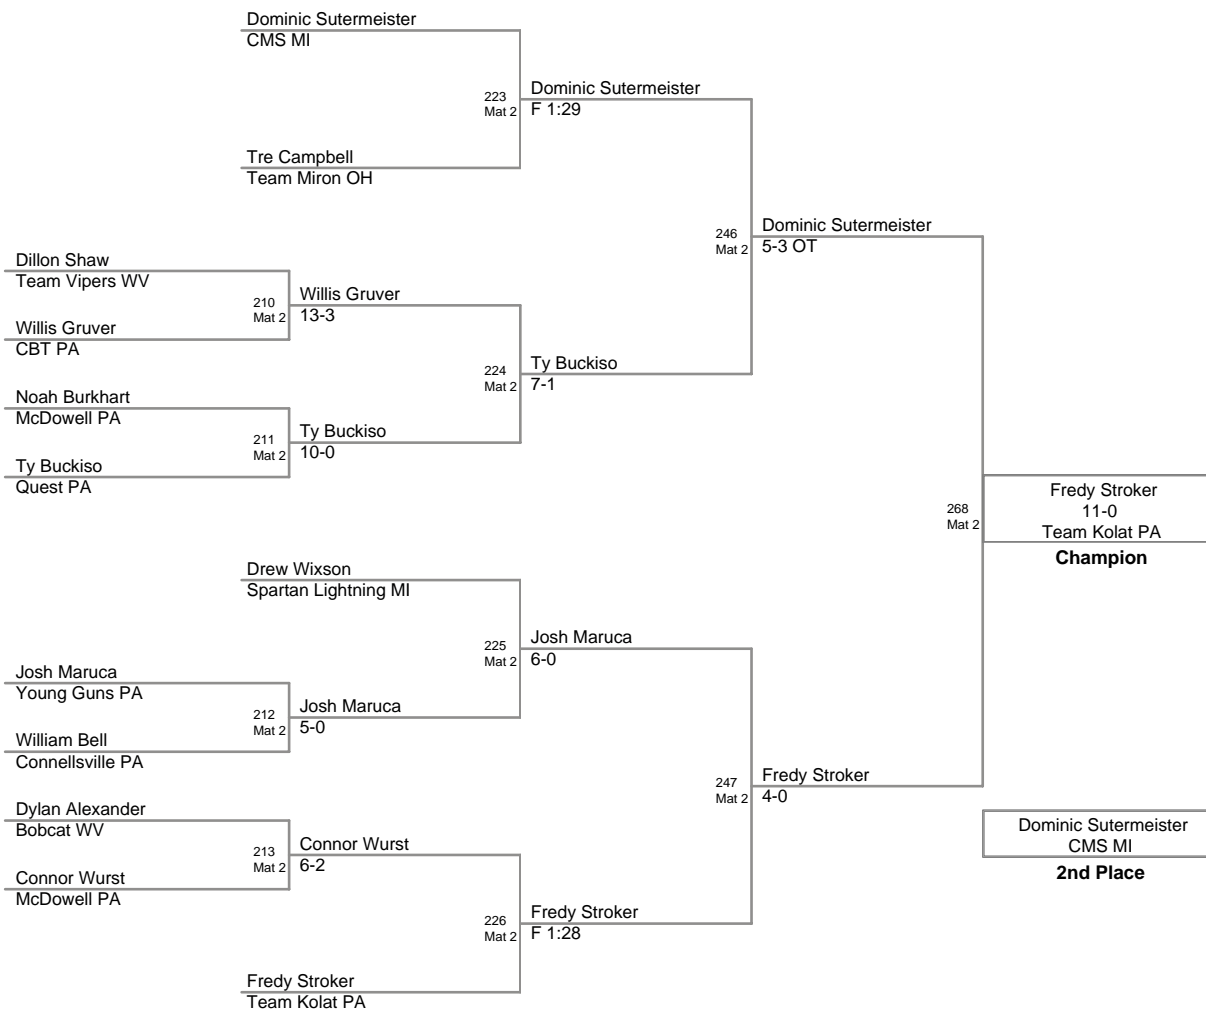 Dominic Sutermeister
CMS MI
223
Mat 2
Dominic Sutermeister
F 1:29
Tre Campbell
Team Miron OH
246
Mat 2
Dominic Sutermeister
5-3 OT
Dillon Shaw
Team Vipers WV
210
Mat 2
Willis Gruver
13-3
Willis Gruver
CBT PA
224
Mat 2
Ty Buckiso
7-1
Noah Burkhart
McDowell PA
211
Mat 2
Ty Buckiso
10-0
Ty Buckiso
Quest PA
268
Mat 2
Fredy Stroker
11-0
Team Kolat PA
Champion
Drew Wixson
Spartan Lightning MI
225
Mat 2
Josh Maruca
6-0
Josh Maruca
Young Guns PA
212
Mat 2
Josh Maruca
5-0
William Bell
Connellsville PA
247
Mat 2
Fredy Stroker
4-0
Dylan Alexander
Bobcat WV
213
Mat 2
Connor Wurst
6-2
Connor Wurst
McDowell PA
Dominic Sutermeister
CMS MI
2nd Place
226
Mat 2
Fredy Stroker
F 1:28
Fredy Stroker
Team Kolat PA